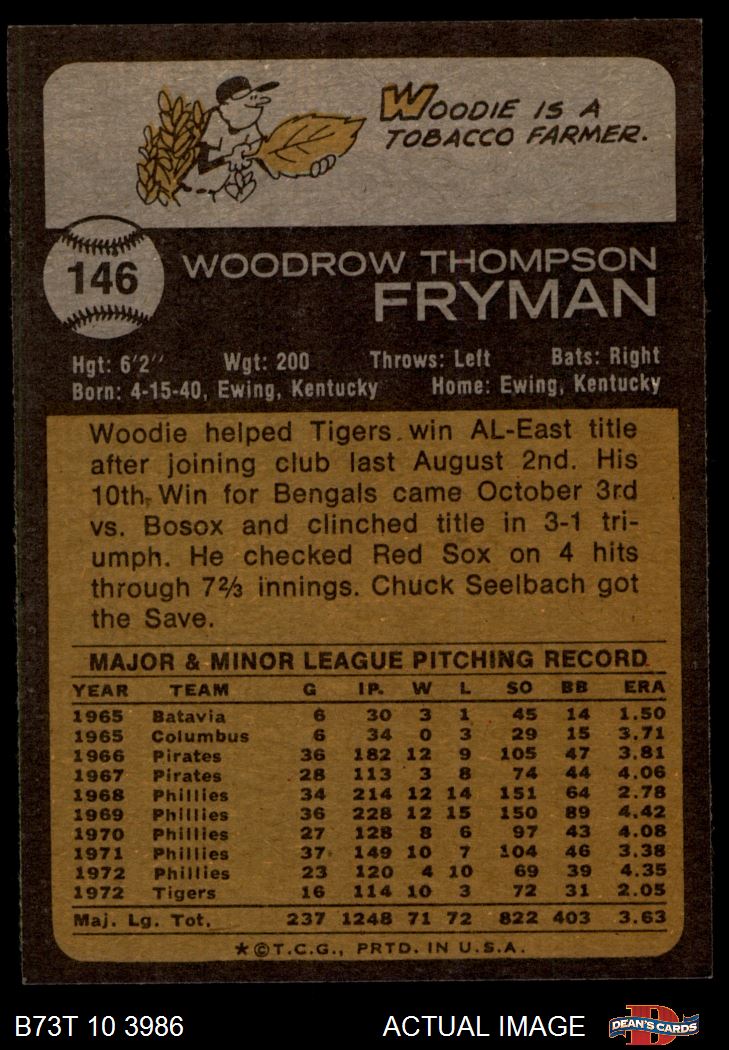 WOODIE IS A
TOBACCO FARMER.
146
WOODROW THOMPSON
FRYMAN
Hgt: 6'2" Wgt: 200 Throws: Left Bats: Right
Born: 4-15-40, Ewing, Kentucky Home: Ewing, Kentucky
Woodie helped Tigers win AL-East title
after joining club last August 2nd. His
10th Win for Bengals came October 3rd
vs. Bosox and clinched title in 3-1 tri-
umph. He checked Red Sox on 4 hits
through 7⅔ innings. Chuck Seelbach got
the Save.
MAJOR & MINOR LEAGUE PITCHING RECORD
YEAR TEAM G IP. W L SO BB ERA
1965 Batavia 6 30 3 1 45 14 1.50
1965 Columbus 6 34 0 3 29 15 3.71
1966 Pirates 36 182 12 9 105 47 3.81
1967 Pirates 28 113 3 8 74 44 4.06
1968 Phillies 34 214 12 14 151 64 2.78
1969 Phillies 36 228 12 15 150 89 4.42
1970 Phillies 27 128 8 6 97 43 4.08
1971 Phillies 37 149 10 7 104 46 3.38
1972 Phillies 23 120 4 10 69 39 4.35
1972 Tigers 16 114 10 3 72 31 2.05
Maj. Lg. Tot. 237 1248 71 72 822 403 3.63
★©T.C.G., PRTD. IN U.S.A.
B73T 10 3986 ACTUAL IMAGE D DEAN'S CARDS